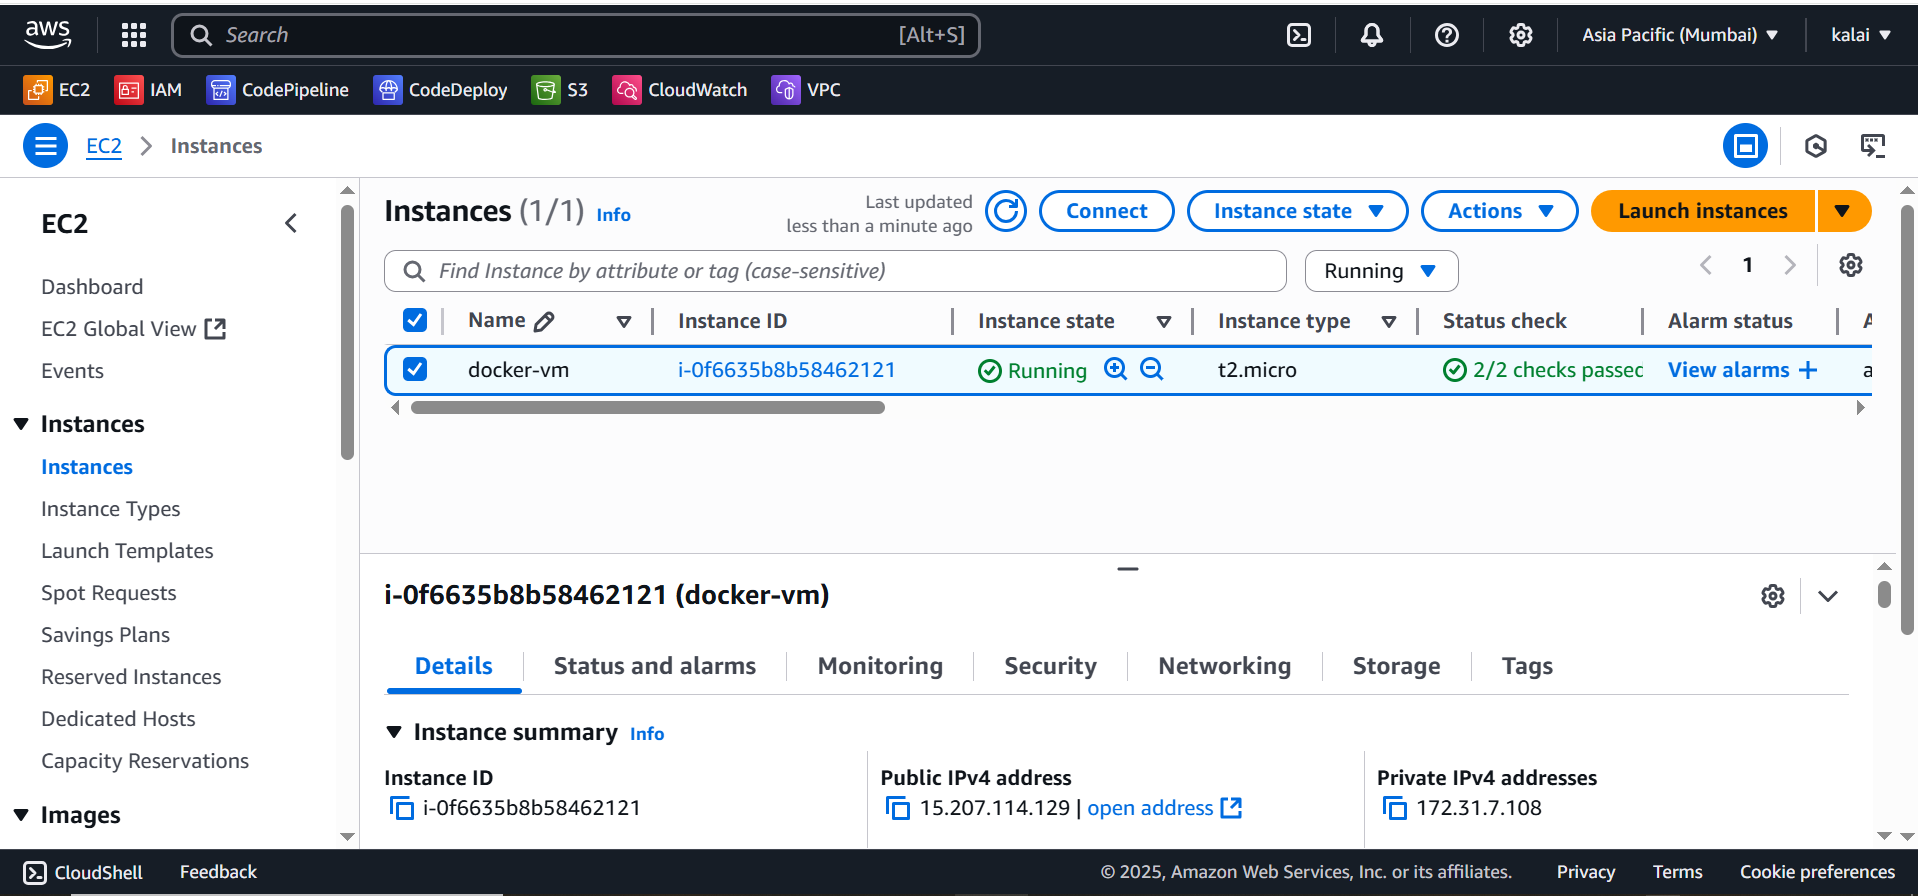 aws
Search [Alt+S]
Asia Pacific (Mumbai) kalai
EC2 IAM CodePipeline CodeDeploy S3 CloudWatch VPC
EC2 Instances
EC2
Dashboard
EC2 Global View
Events
Instances
Instances
Instance Types
Launch Templates
Spot Requests
Savings Plans
Reserved Instances
Dedicated Hosts
Capacity Reservations
Images
Instances (1/1) Info
Last updated
less than a minute ago
Connect Instance state Actions Launch instances
Find Instance by attribute or tag (case-sensitive)
Running
1
Name Instance ID Instance state Instance type Status check Alarm status A
docker-vm i-0f6635b8b58462121 Running t2.micro 2/2 checks passed View alarms + a
i-0f6635b8b58462121 (docker-vm)
Details Status and alarms Monitoring Security Networking Storage Tags
Instance summary Info
Instance ID
i-0f6635b8b58462121
Public IPv4 address
15.207.114.129 | open address
Private IPv4 addresses
172.31.7.108
CloudShell Feedback
© 2025, Amazon Web Services, Inc. or its affiliates. Privacy Terms Cookie preferences